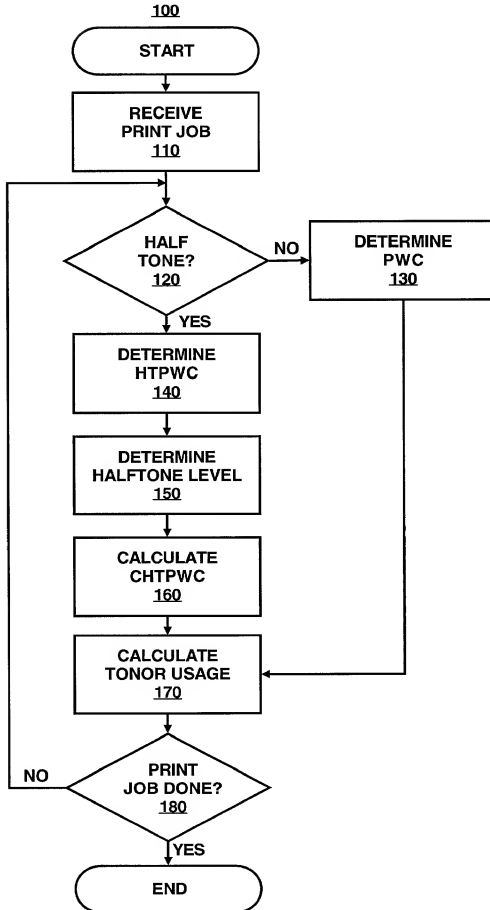 100
START
RECEIVE
PRINT JOB
110
HALF
TONE?
120
NO
DETERMINE
PWC
130
YES
DETERMINE
HTPWC
140
DETERMINE
HALFTONE LEVEL
150
CALCULATE
CHTPWC
160
CALCULATE
TONOR USAGE
170
PRINT
JOB DONE?
180
NO
YES
END